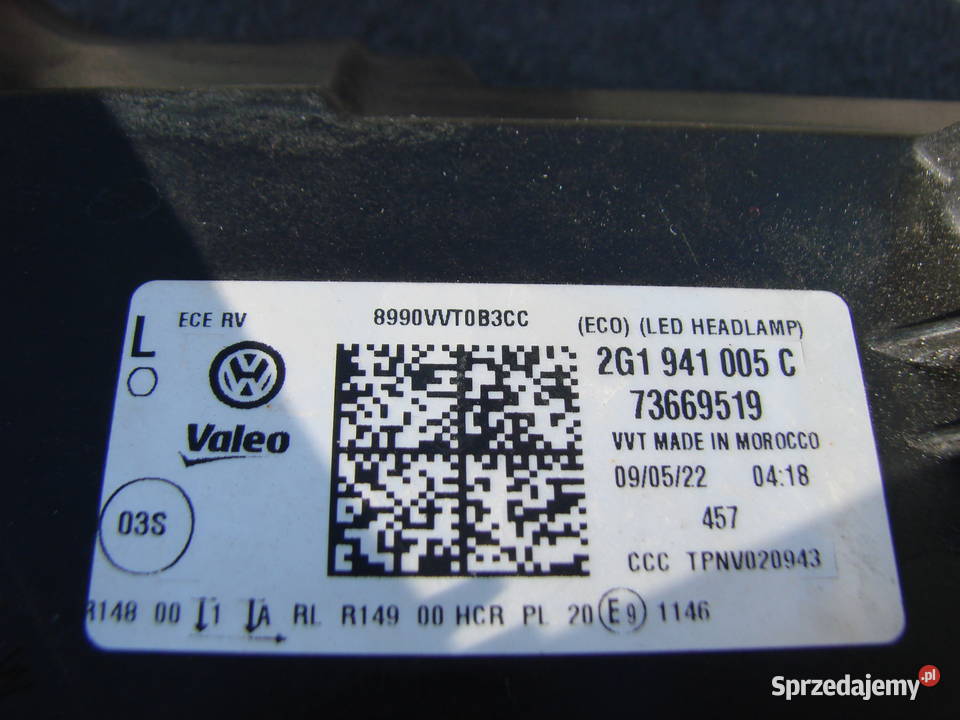 L
ECE RV
8990VVT0B3CC
(ECO) (LED HEADLAMP)
2G1 941 005 C
73669519
Valeo
VVT MADE IN MOROCCO
09/05/22 04:18
03S
457
CCC TPNV020943
R148 00 1 A RL R149 00 HCR PL 20 E9 1146
Sprzedajemy.pl